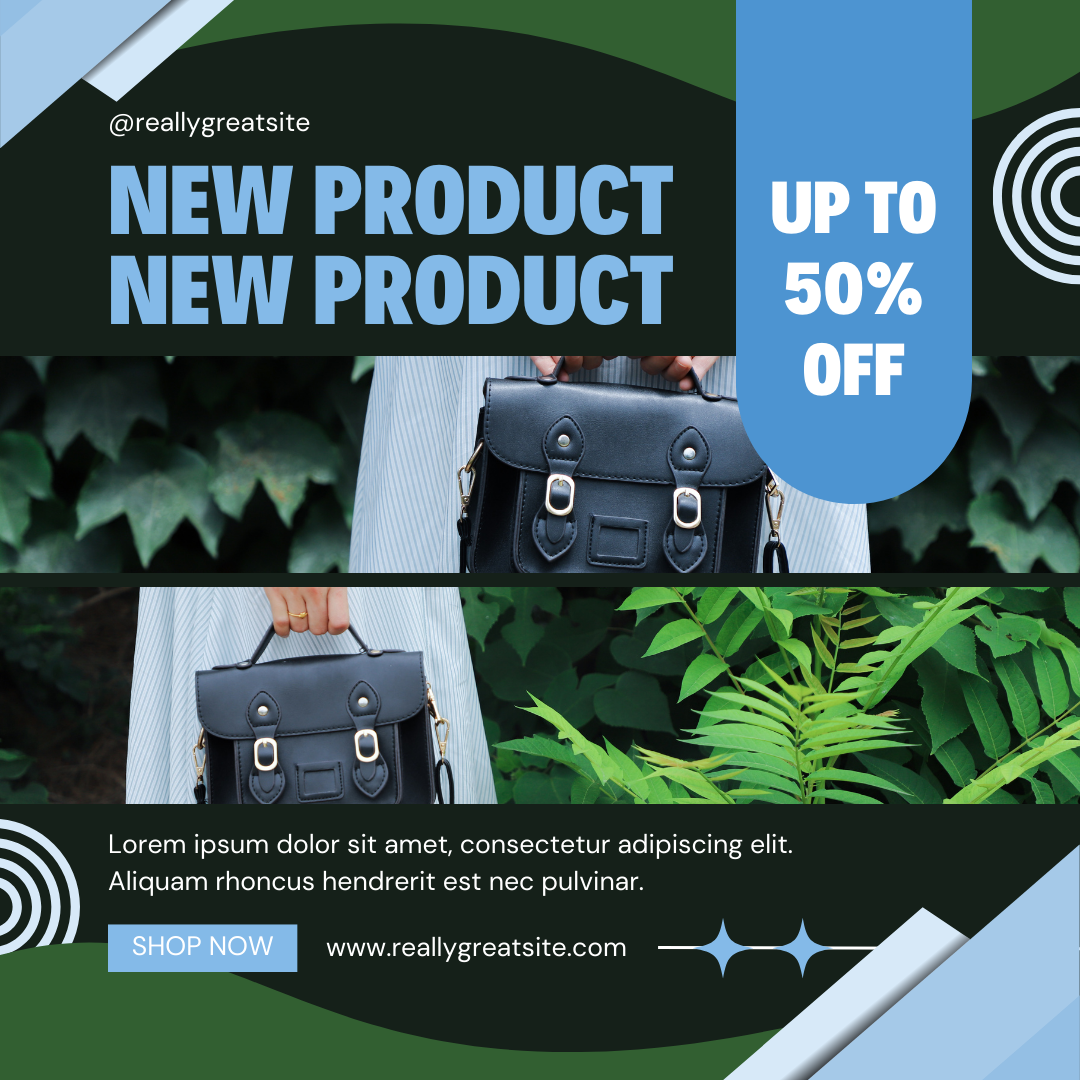 @reallygreatsite
NEW PRODUCT
NEW PRODUCT
UP TO
50%
OFF
Lorem ipsum dolor sit amet, consectetur adipiscing elit.
Aliquam rhoncus hendrerit est nec pulvinar.
SHOP NOW
www.reallygreatsite.com